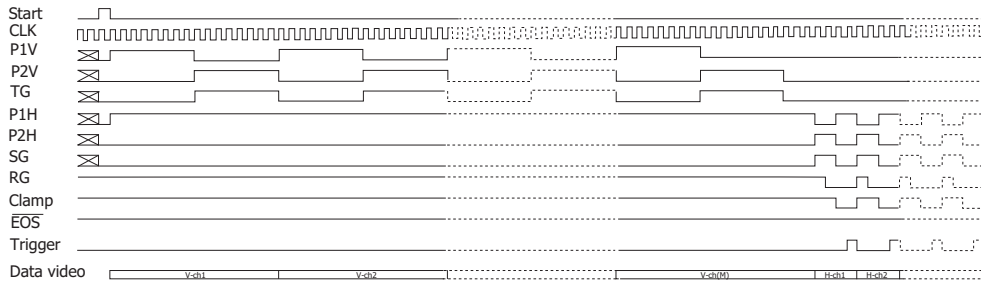 Start
CLK
P1V
P2V
TG
P1H
P2H
SG
RG
Clamp
EOS
Trigger
Data video V-ch1 V-ch2 V-ch(M) H-ch1 H-ch2